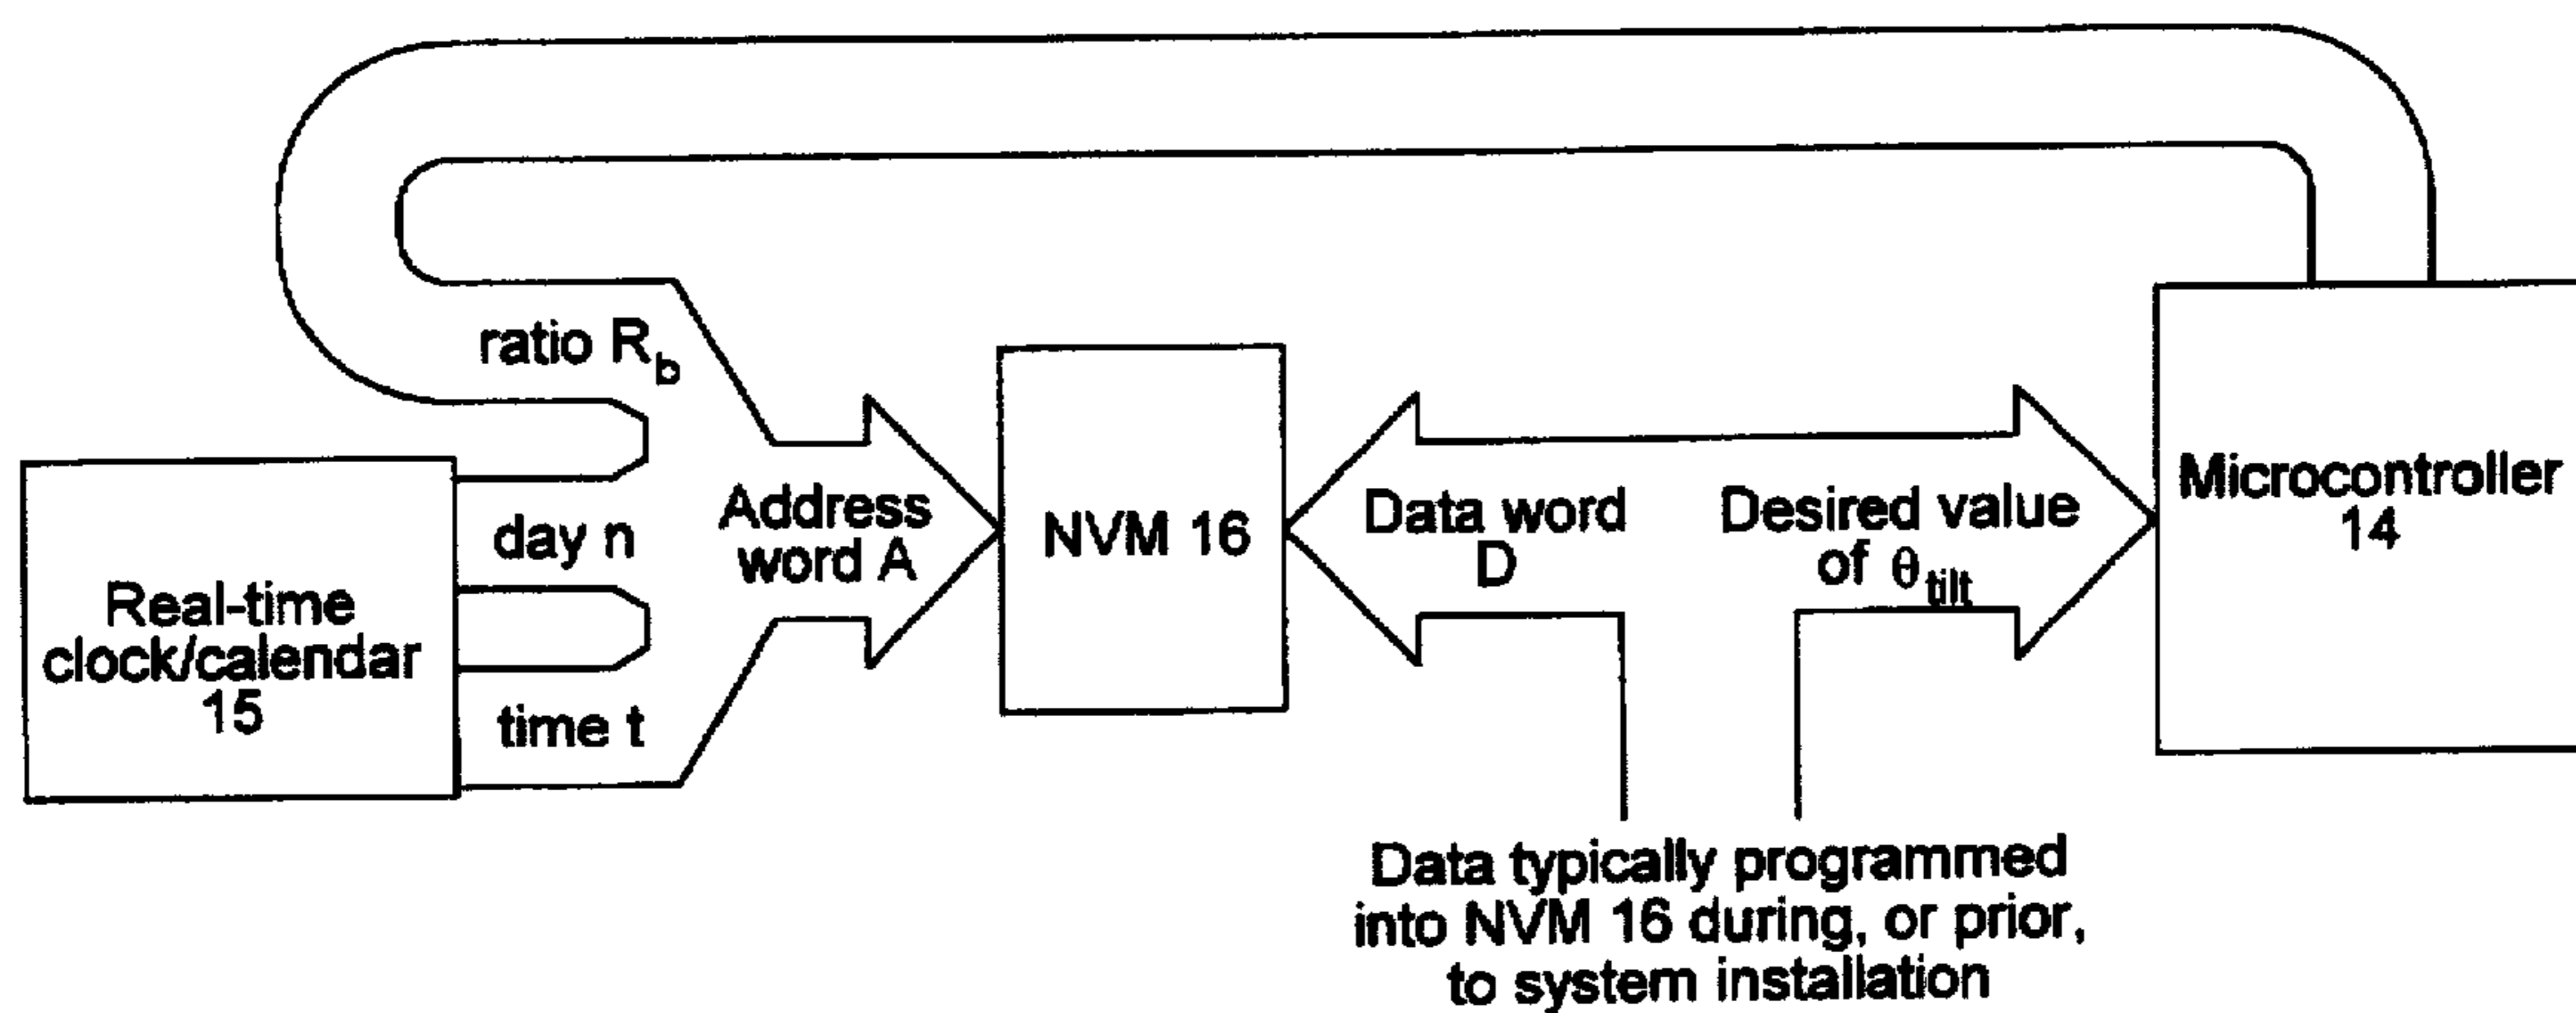 ratio R_b
day n
time t
Real-time
clock/calendar
15
Address
word A
NVM 16
Data word
D
Desired value
of θ_tilt
Microcontroller
14
Data typically programmed
into NVM 16 during, or prior,
to system installation